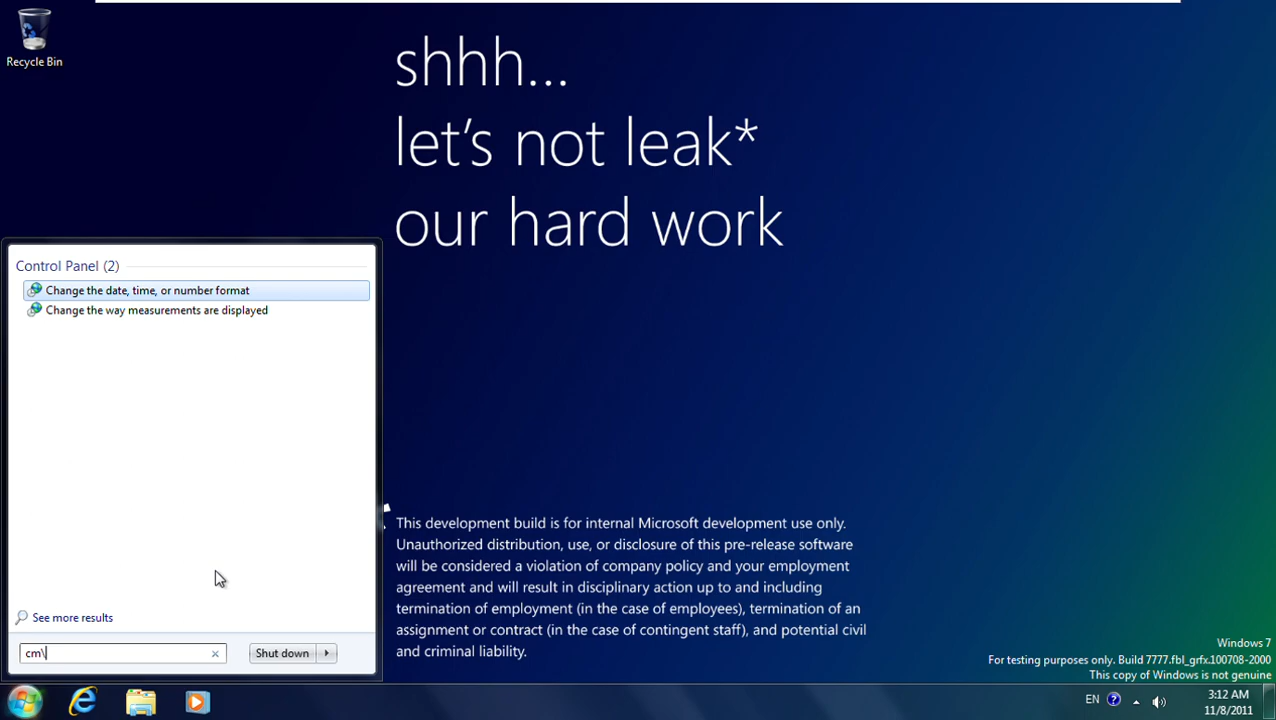 Recycle Bin
shhh...
let's not leak*
our hard work
Control Panel (2)
Change the date, time, or number format
Change the way measurements are displayed
See more results
cm\
Shut down
This development build is for internal Microsoft development use only.
Unauthorized distribution, use, or disclosure of this pre-release software
will be considered a violation of company policy and your employment
agreement and will result in disciplinary action up to and including
termination of employment (in the case of employees), termination of an
assignment or contract (in the case of contingent staff), and potential civil
and criminal liability.
Windows 7
For testing purposes only. Build 7777.fbl_grfx.100708-2000
This copy of Windows is not genuine
EN
3:12 AM
11/8/2011